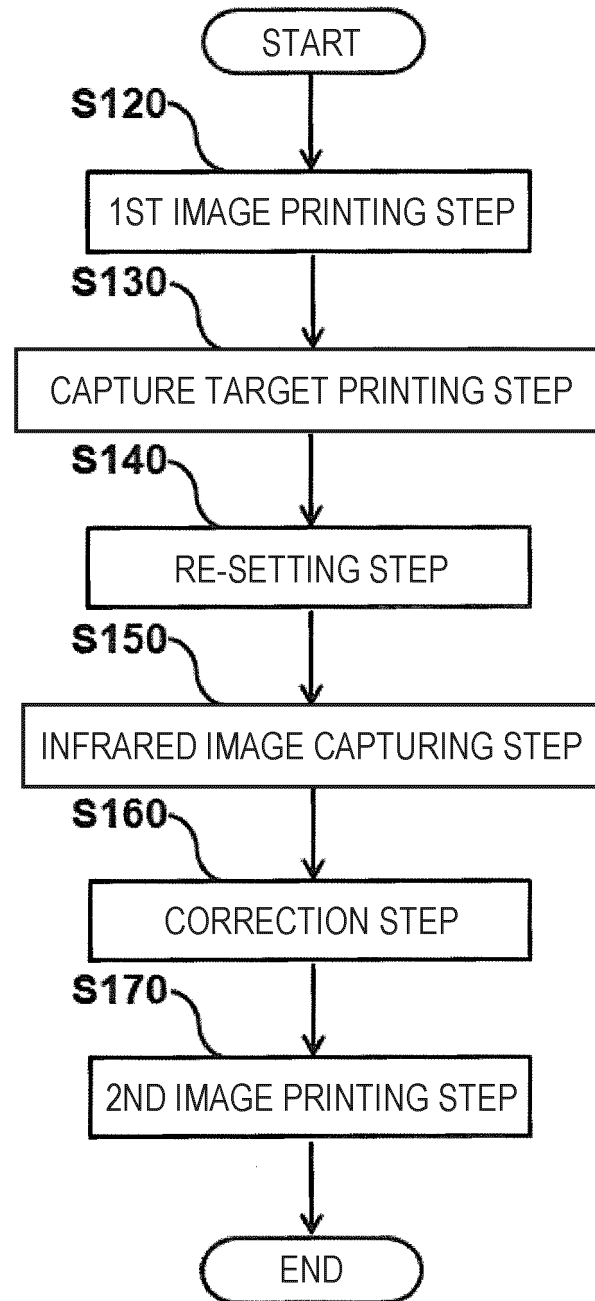 START
S120
1ST IMAGE PRINTING STEP
S130
CAPTURE TARGET PRINTING STEP
S140
RE-SETTING STEP
S150
INFRARED IMAGE CAPTURING STEP
S160
CORRECTION STEP
S170
2ND IMAGE PRINTING STEP
END